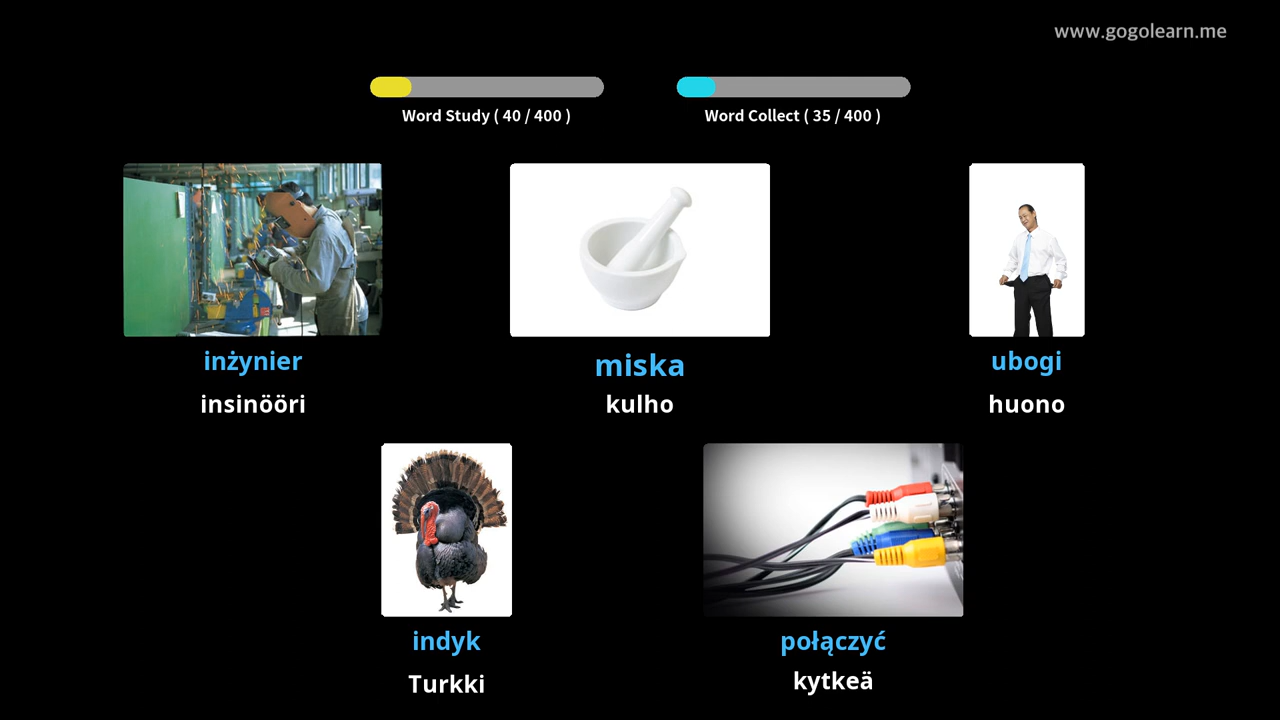 www.gogolearn.me
Word Study ( 40 / 400 )
Word Collect ( 35 / 400 )
inżynier
insinööri
miska
kulho
ubogi
huono
indyk
Turkki
połączyć
kytkeä